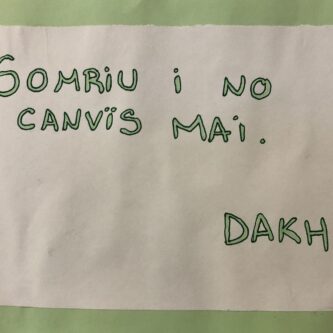 SOMRIU i NO
CANVÏS MAi.
DAKH